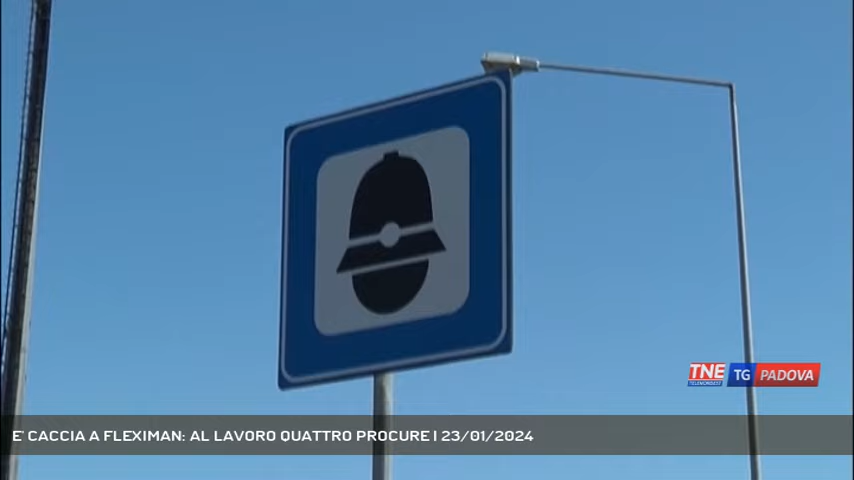 TNE TG PADOVA
TELENORDEST
E' CACCIA A FLEXIMAN: AL LAVORO QUATTRO PROCURE | 23/01/2024